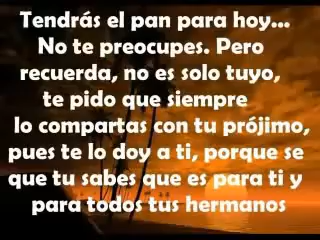 Tendrás el pan para hoy...
No te preocupes. Pero
recuerda, no es solo tuyo,
te pido que siempre
lo compartas con tu prójimo,
pues te lo doy a ti, porque se
que tu sabes que es para ti y
para todos tus hermanos